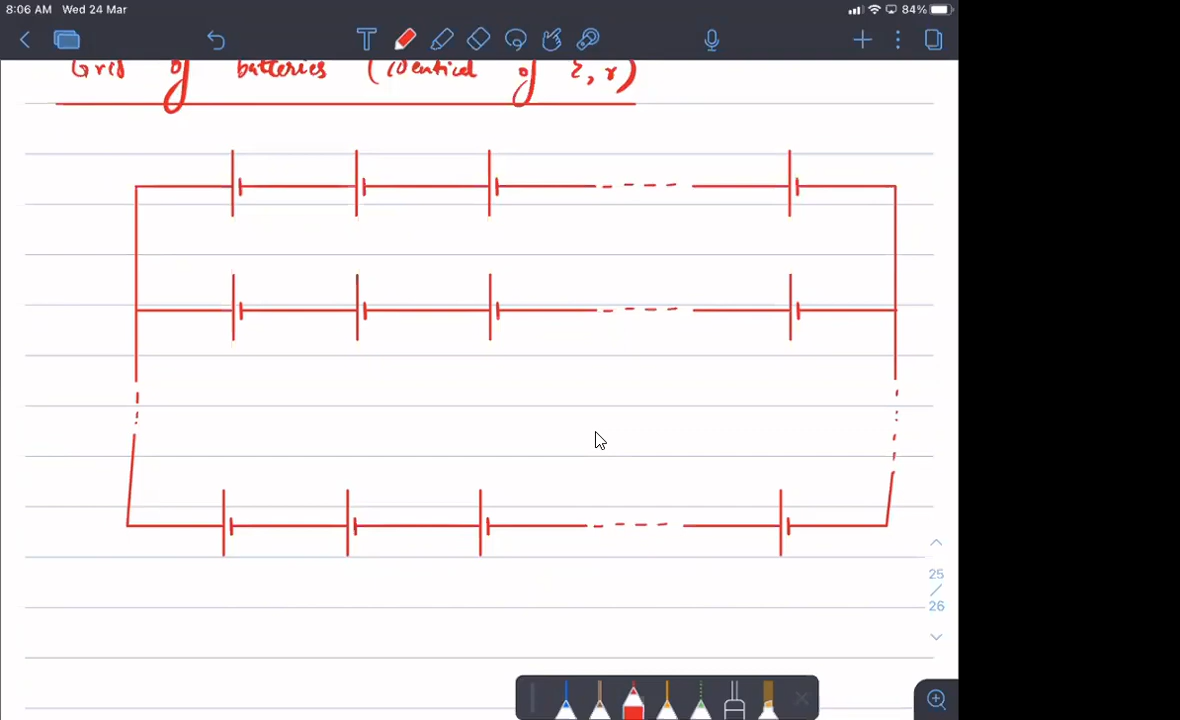 8:06 AM Wed 24 Mar 84%
Grid of batteries (identical of ε, r)
25
/
26